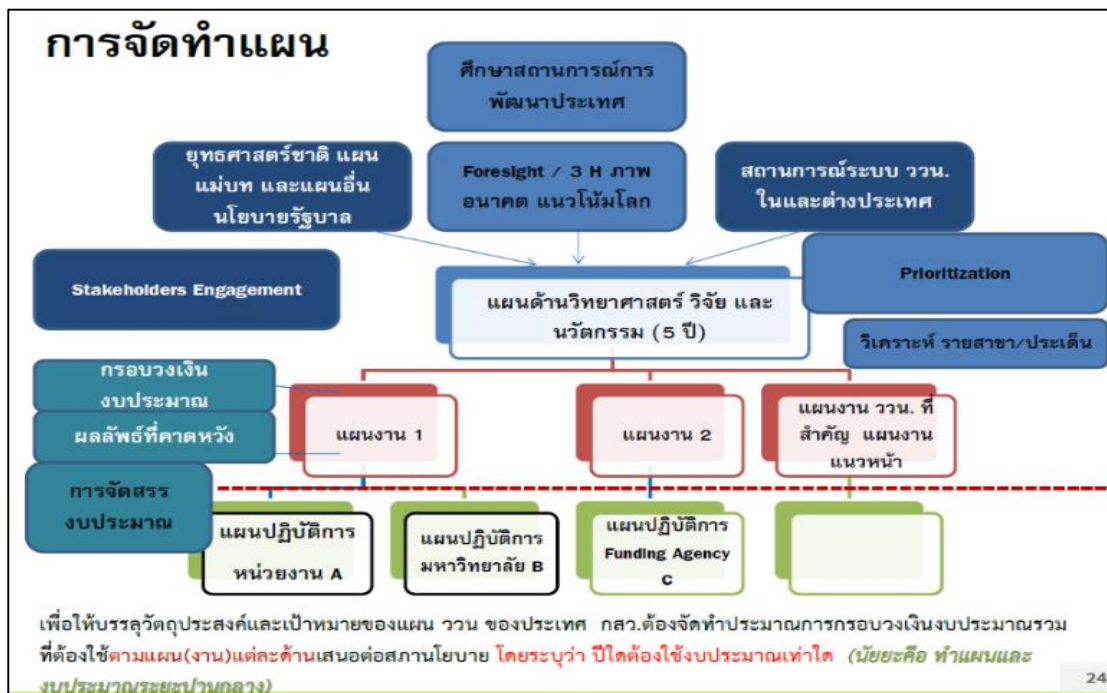 การจัดทำแผน
ศึกษาสถานการณ์การ
พัฒนาประเทศ
ยุทธศาสตร์ชาติ แผน
แม่บท และแผนอื่น
นโยบายรัฐบาล
Foresight / 3 H ภาพ
อนาคต แนวโน้มโลก
สถานการณ์ระบบ ววน.
ในและต่างประเทศ
Stakeholders Engagement
แผนด้านวิทยาศาสตร์ วิจัย และ
นวัตกรรม (5 ปี)
Prioritization
วิเคราะห์ รายสาขา/ประเด็น
กรอบวงเงิน
งบประมาณ
ผลลัพธ์ที่คาดหวัง
แผนงาน 1
แผนงาน 2
แผนงาน ววน. ที่
สำคัญ แผนงาน
แนวหน้า
การจัดสรร
งบประมาณ
แผนปฏิบัติการ
หน่วยงาน A
แผนปฏิบัติการ
มหาวิทยาลัย B
แผนปฏิบัติการ
Funding Agency
C
เพื่อให้บรรลุวัตถุประสงค์และเป้าหมายของแผน ววน ของประเทศ กสว.ต้องจัดทำประมาณการกรอบวงเงินงบประมาณรวม
ที่ต้องใช้ตามแผน(งาน)แต่ละด้านเสนอต่อสภานโยบาย โดยระบุว่า ปีใดต้องใช้งบประมาณเท่าใด (นัยยะคือ ทำแผนและ
งบประมาณระยะปานกลาง)
24